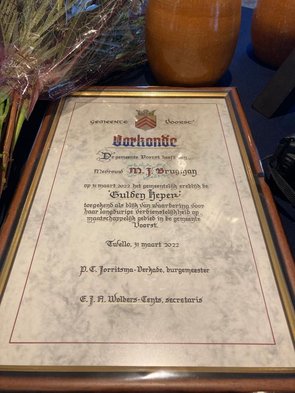 Gemeente Voorst
Oorkonde
De gemeente Voorst heeft aan
Mevrouw M. J. Bruggeman
op 31 maart 2022 het gemeentelijk ereblijk de
"Gulden Hepen"
toegekend als blijk van waardering voor
haar langdurige verdienstelijkheid op
maatschappelijk gebied in de gemeente
Voorst.
Twello, 31 maart 2022
P. C. Jorritsma-Verkade, burgemeester
E. J. A. Wolders-Cents, secretaris